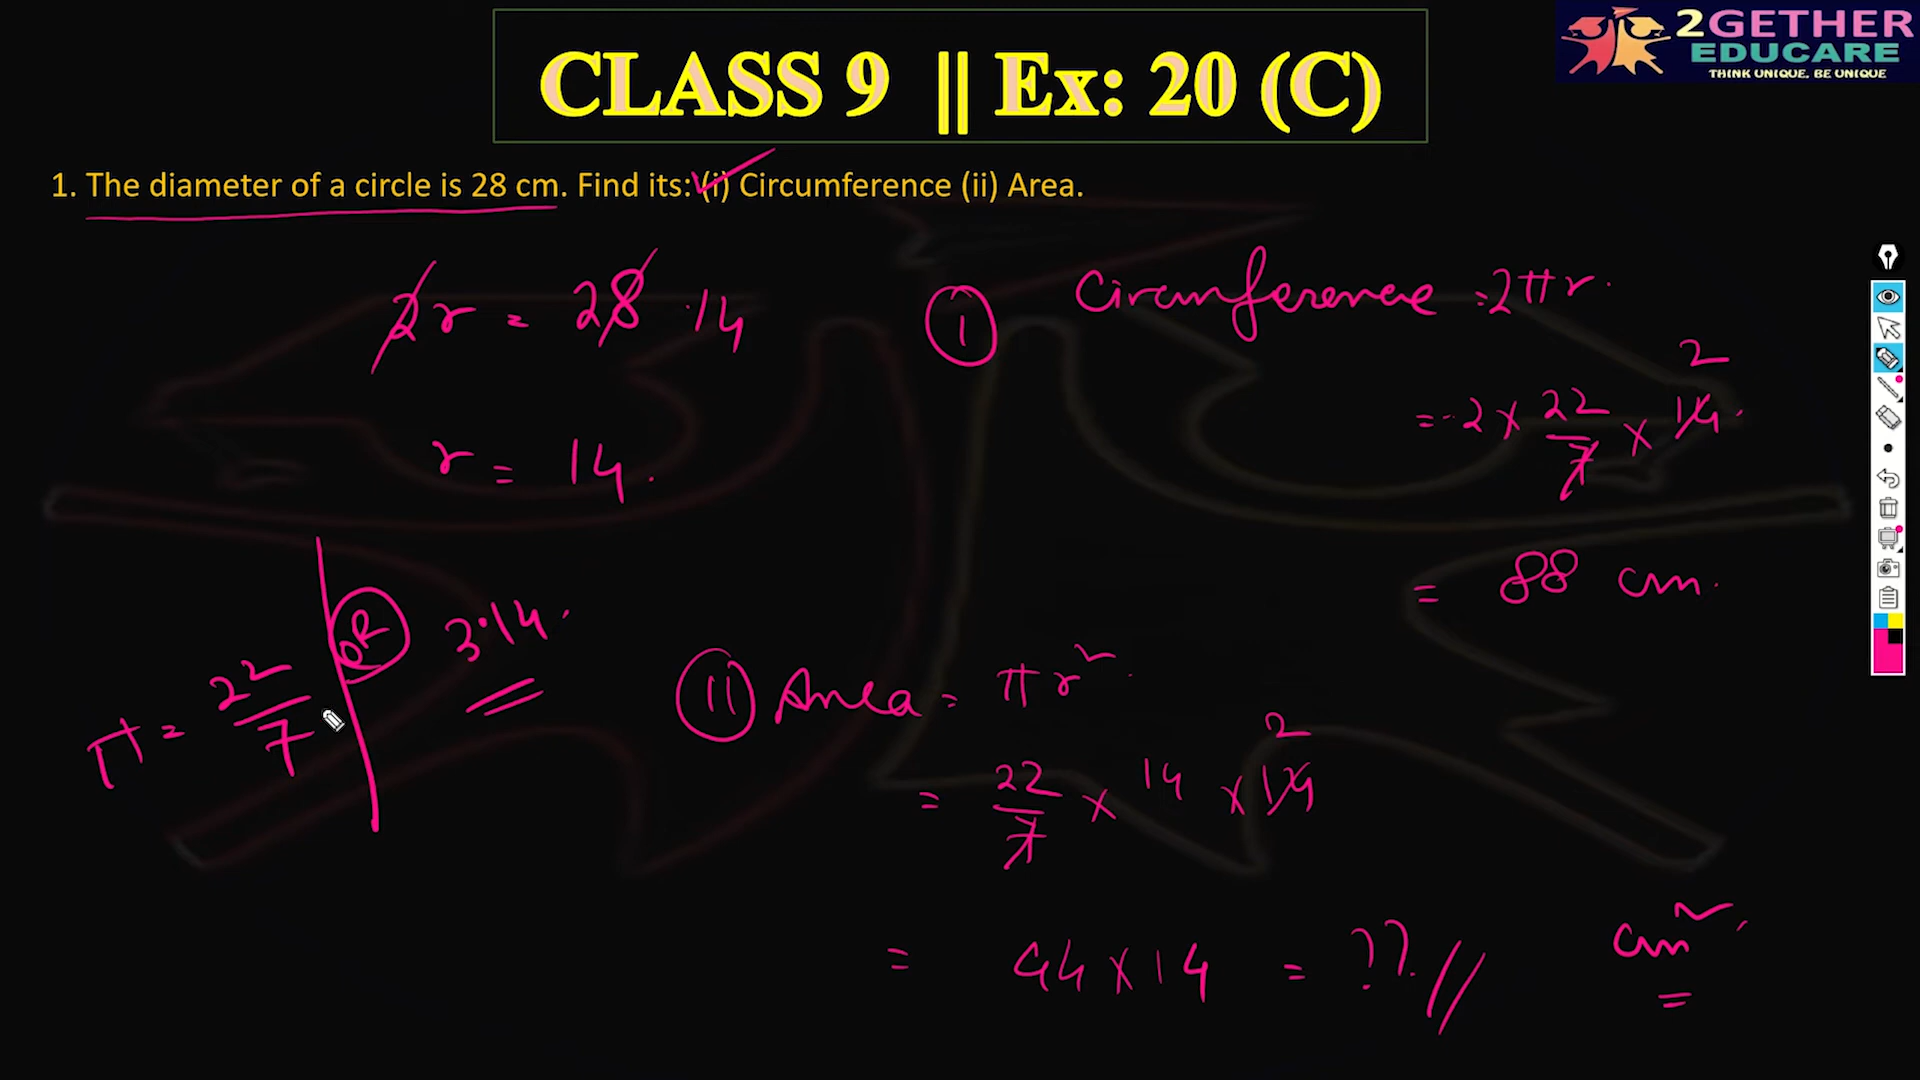 CLASS 9 || Ex: 20 (C)
2GETHER
EDUCARE
THINK UNIQUE. BE UNIQUE
1. The diameter of a circle is 28 cm. Find its: (i) Circumference (ii) Area.
2r = 28 14
r = 14.
π = 22/7 OR 3.14.
(i) Circumference = 2πr.
= 2 x 22/7 x 14. 2
= 88 cm.
(ii) Area = πr².
= 22/7 x 14 x 14 2
= 44 x 14 = ??// cm².